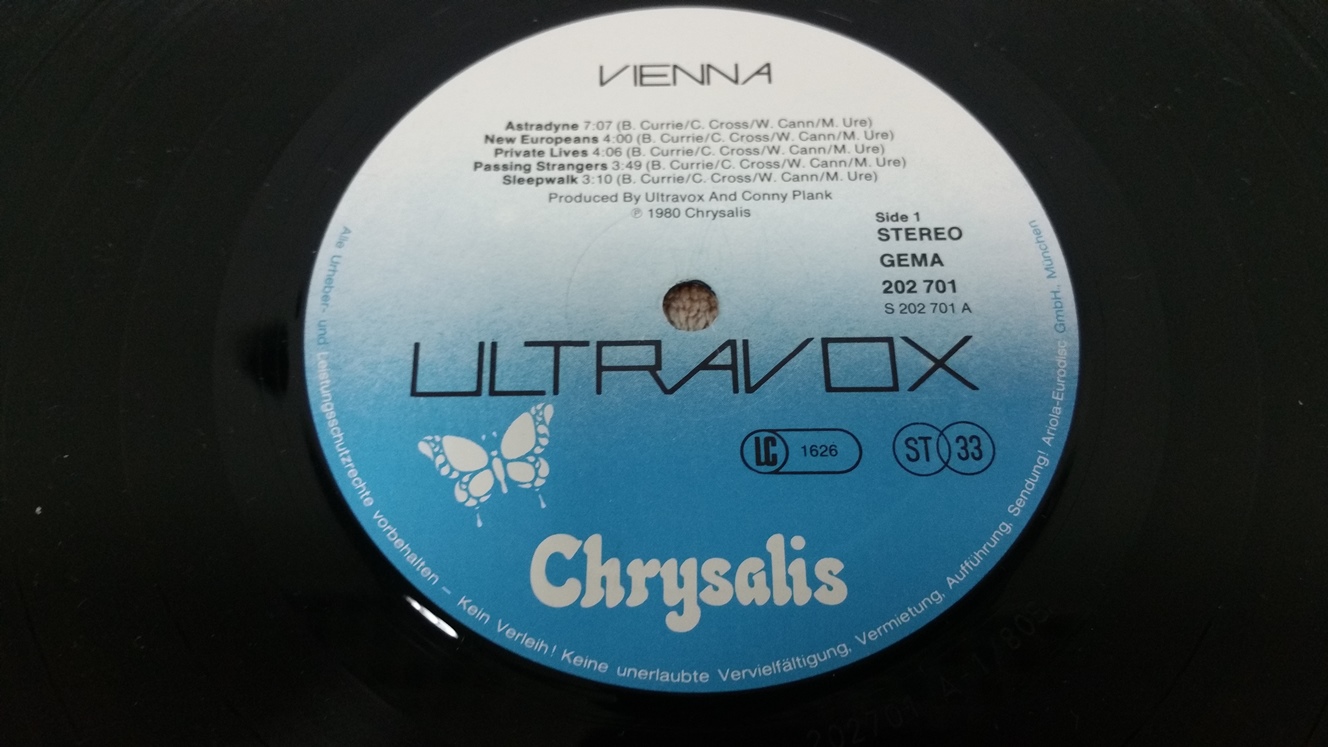 VIENNA
Astradyne 7:07 (B. Currie/C. Cross/W. Cann/M. Ure)
New Europeans 4:00 (B. Currie/C. Cross/W. Cann/M. Ure)
Private Lives 4:06 (B. Currie/C. Cross/W. Cann/M. Ure)
Passing Strangers 3:49 (B. Currie/C. Cross/W. Cann/M. Ure)
Sleepwalk 3:10 (B. Currie/C. Cross/W. Cann/M. Ure)
Produced By Ultravox And Conny Plank
℗ 1980 Chrysalis
Side 1
STEREO
GEMA
202 701
S 202 701 A
ULTRAVOX
LC 1626
ST 33
Chrysalis
Alle Urheber- und Leistungsschutzrechte vorbehalten – Kein Verleih! Keine unerlaubte Vervielfältigung, Vermietung, Aufführung, Sendung! Ariola-Eurodisc GmbH., München
202701 A